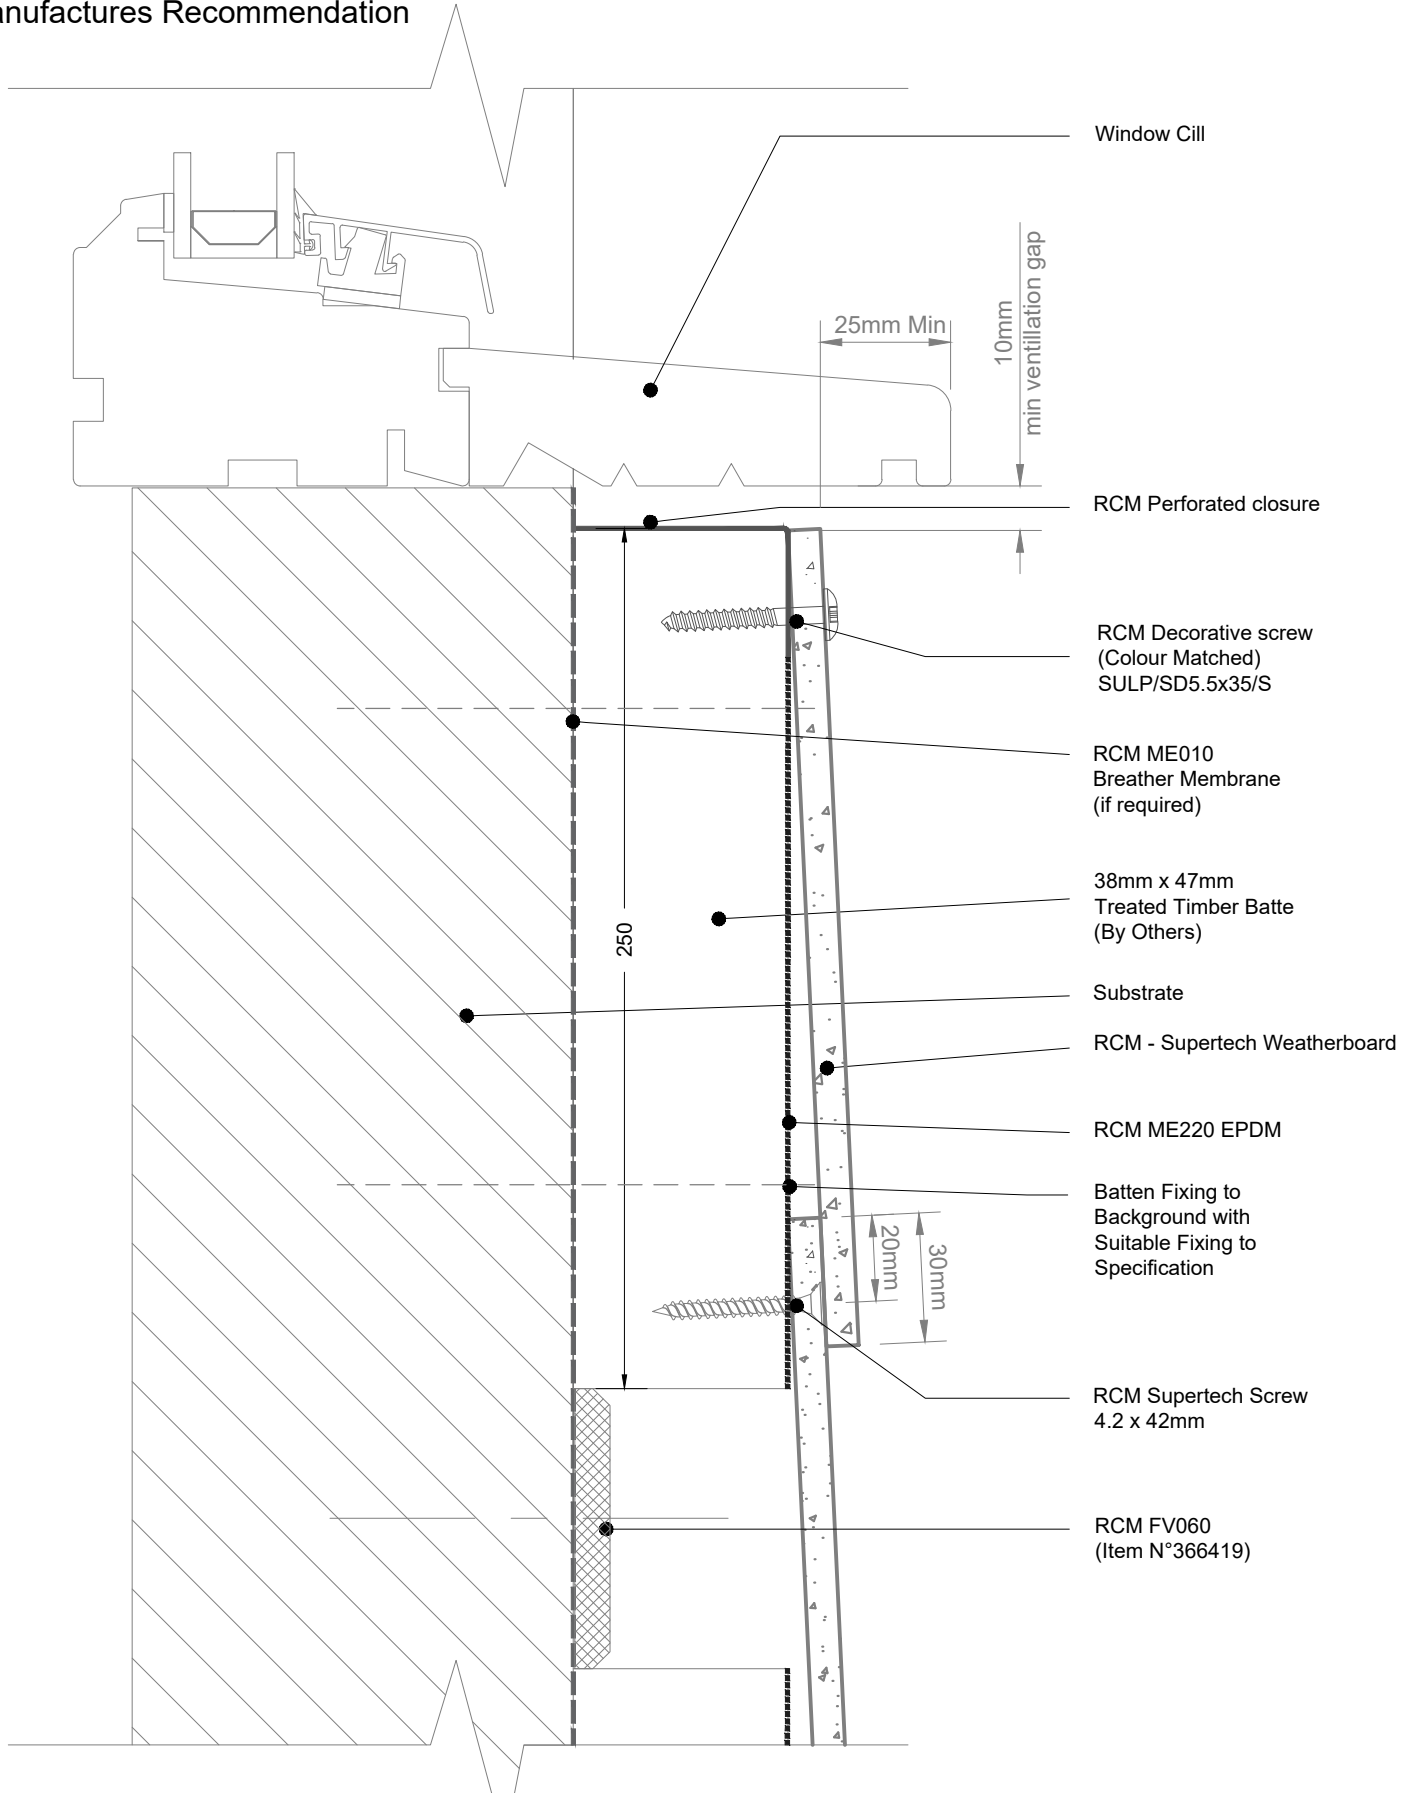 anufactures Recommendation
Window Cill
25mm Min
10mm
min ventillation gap
RCM Perforated closure
RCM Decorative screw
(Colour Matched)
SULP/SD5.5x35/S
RCM ME010
Breather Membrane
(if required)
38mm x 47mm
Treated Timber Batte
(By Others)
250
Substrate
RCM - Supertech Weatherboard
RCM ME220 EPDM
Batten Fixing to
Background with
Suitable Fixing to
Specification
20mm
30mm
RCM Supertech Screw
4.2 x 42mm
RCM FV060
(Item N°366419)